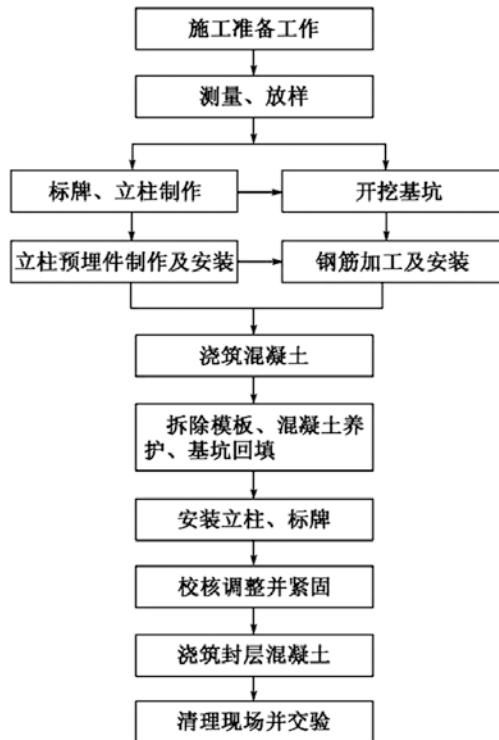 施工准备工作
测量、放样
标牌、立柱制作
开挖基坑
立柱预埋件制作及安装
钢筋加工及安装
浇筑混凝土
拆除模板、混凝土养
护、基坑回填
安装立柱、标牌
校核调整并紧固
浇筑封层混凝土
清理现场并交验